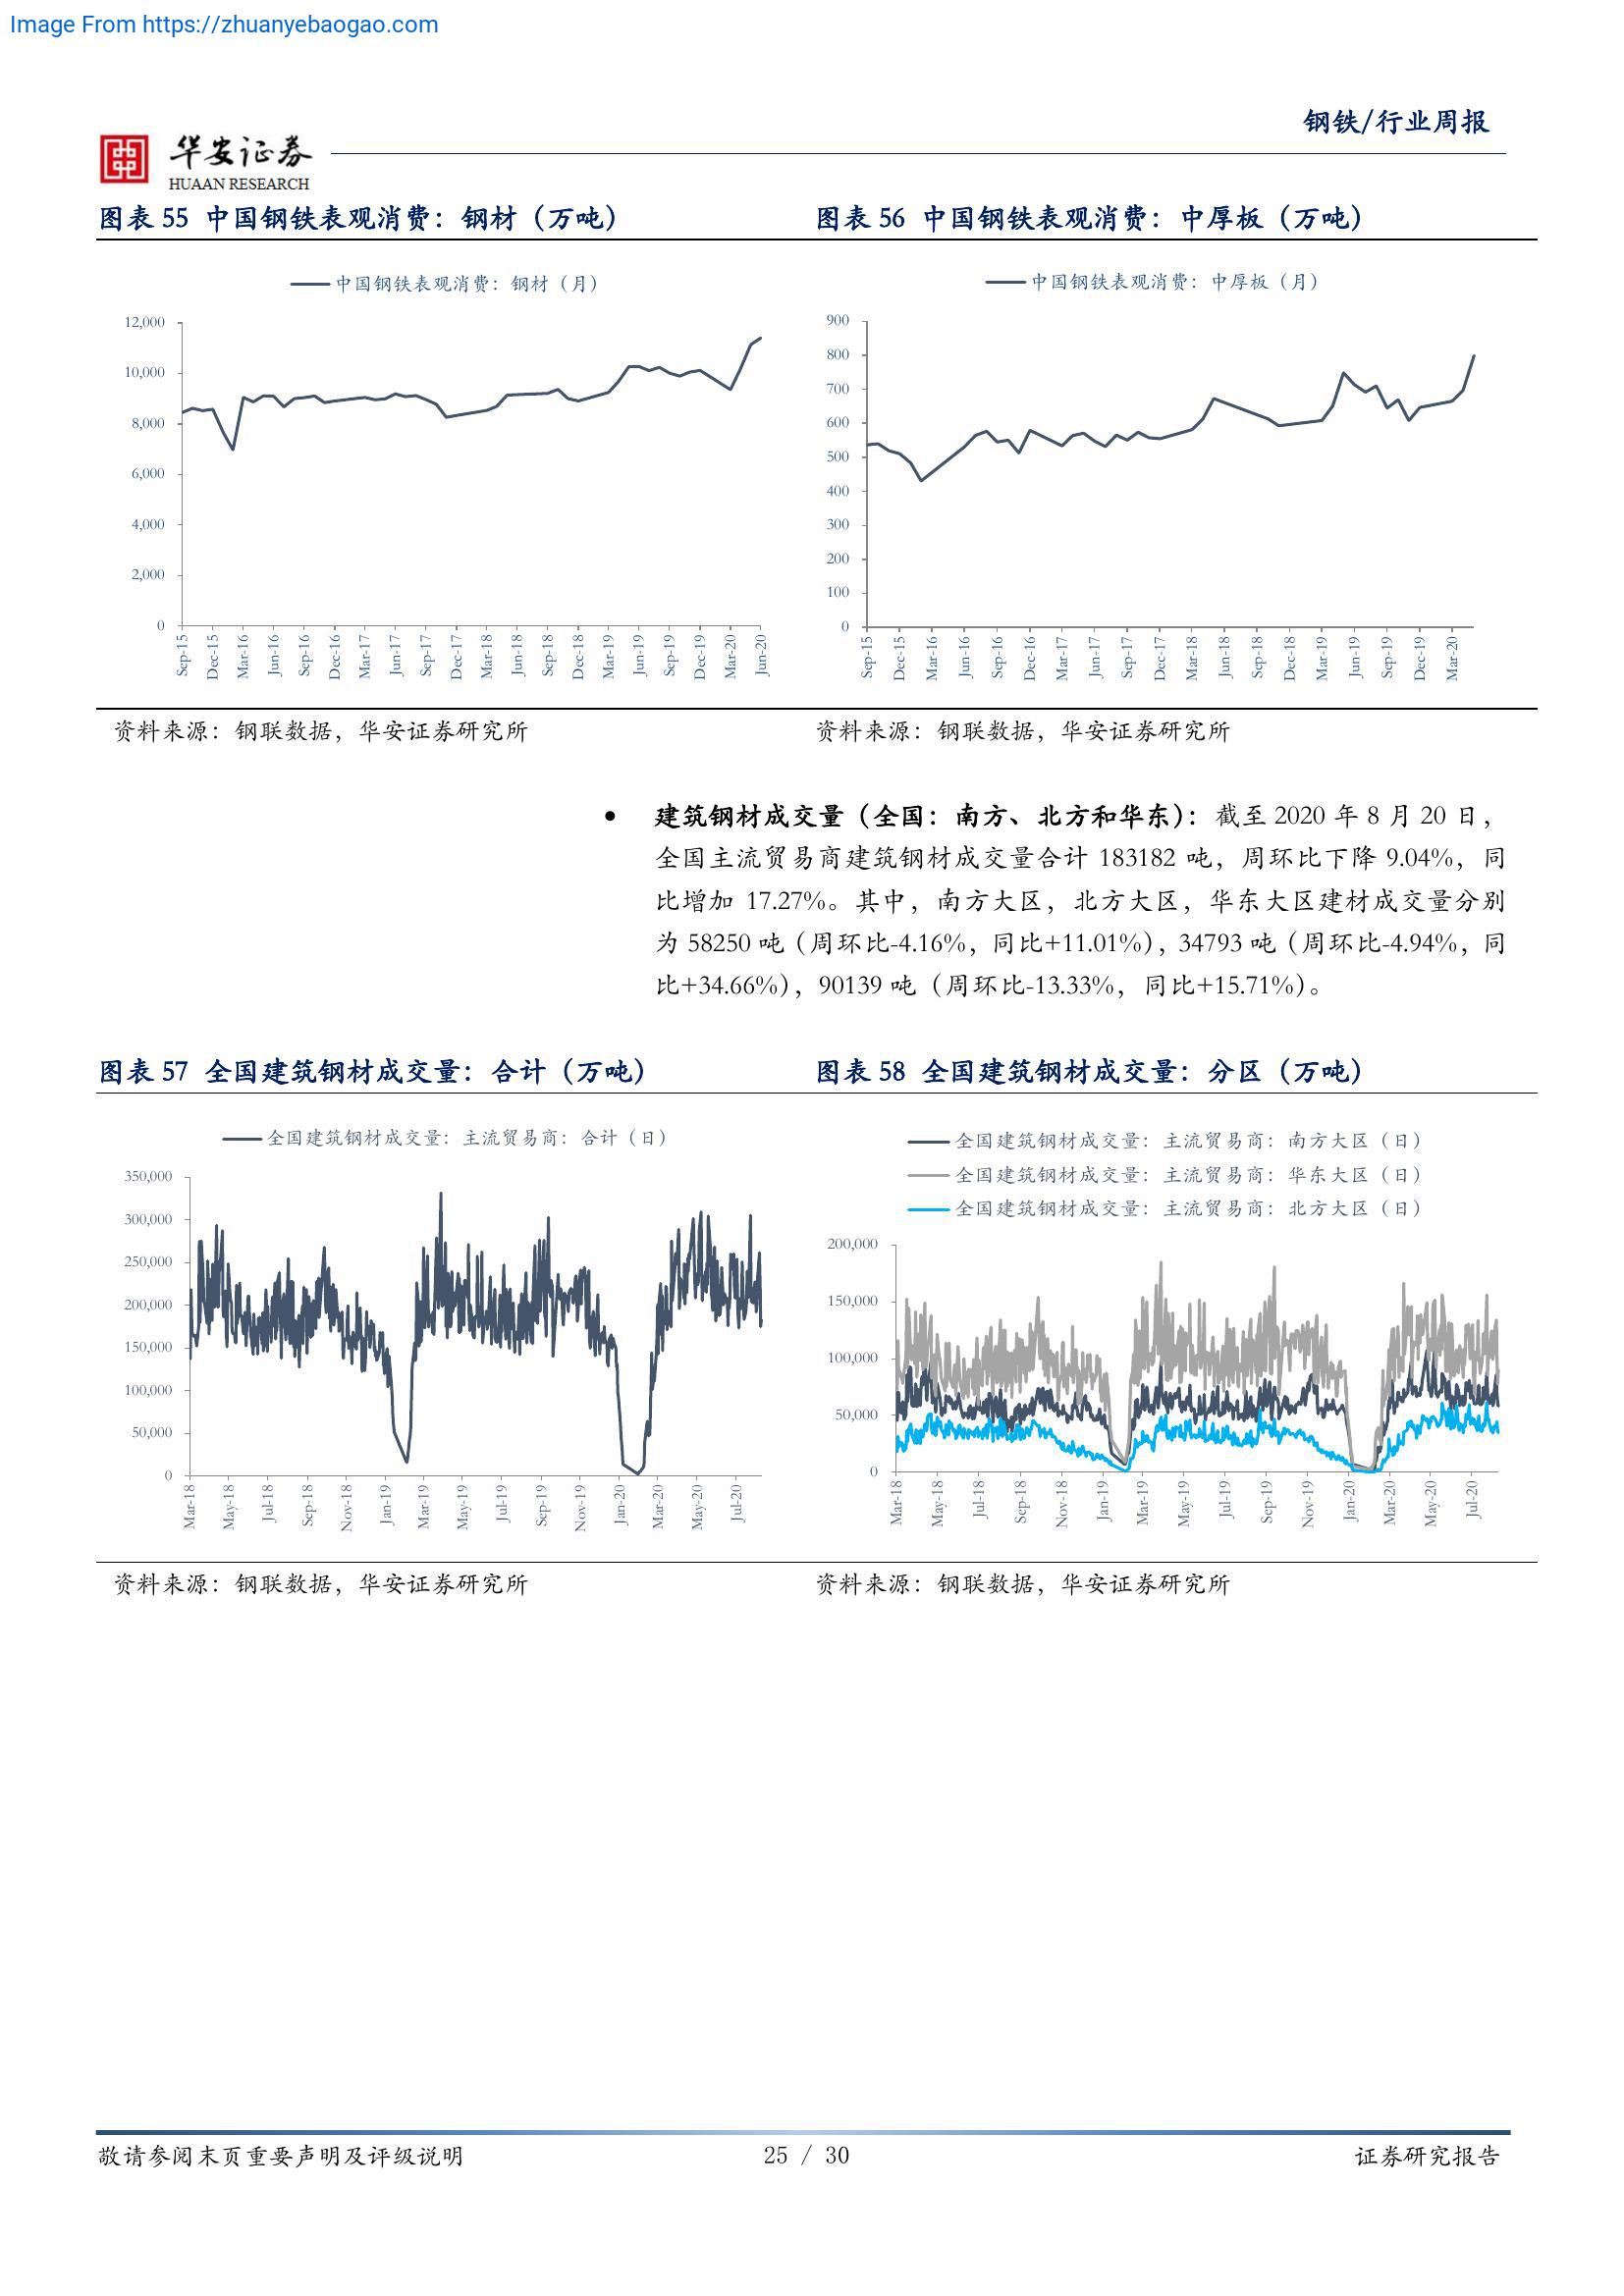 Image From https://zhuanyebaogao.com
钢铁/行业周报
华安证券
HUAAN RESEARCH
图表 55 中国钢铁表观消费：钢材（万吨）
图表 56 中国钢铁表观消费：中厚板（万吨）
中国钢铁表观消费：钢材（月）
12,000
10,000
8,000
6,000
4,000
2,000
0
Sep-15
Dec-15
Mar-16
Jun-16
Sep-16
Dec-16
Mar-17
Jun-17
Sep-17
Dec-17
Mar-18
Jun-18
Sep-18
Dec-18
Mar-19
Jun-19
Sep-19
Dec-19
Mar-20
Jun-20
中国钢铁表观消费：中厚板（月）
900
800
700
600
500
400
300
200
100
0
Sep-15
Dec-15
Mar-16
Jun-16
Sep-16
Dec-16
Mar-17
Jun-17
Sep-17
Dec-17
Mar-18
Jun-18
Sep-18
Dec-18
Mar-19
Jun-19
Sep-19
Dec-19
Mar-20
资料来源：钢联数据，华安证券研究所
资料来源：钢联数据，华安证券研究所
• 建筑钢材成交量（全国：南方、北方和华东）：截至 2020 年 8 月 20 日，
全国主流贸易商建筑钢材成交量合计 183182 吨，周环比下降 9.04%，同
比增加 17.27%。其中，南方大区，北方大区，华东大区建材成交量分别
为 58250 吨（周环比-4.16%，同比+11.01%），34793 吨（周环比-4.94%，同
比+34.66%），90139 吨（周环比-13.33%，同比+15.71%）。
图表 57 全国建筑钢材成交量：合计（万吨）
图表 58 全国建筑钢材成交量：分区（万吨）
全国建筑钢材成交量：主流贸易商：合计（日）
350,000
300,000
250,000
200,000
150,000
100,000
50,000
0
Mar-18
May-18
Jul-18
Sep-18
Nov-18
Jan-19
Mar-19
May-19
Jul-19
Sep-19
Nov-19
Jan-20
Mar-20
May-20
Jul-20
全国建筑钢材成交量：主流贸易商：南方大区（日）
全国建筑钢材成交量：主流贸易商：华东大区（日）
全国建筑钢材成交量：主流贸易商：北方大区（日）
200,000
150,000
100,000
50,000
0
Mar-18
May-18
Jul-18
Sep-18
Nov-18
Jan-19
Mar-19
May-19
Jul-19
Sep-19
Nov-19
Jan-20
Mar-20
May-20
Jul-20
资料来源：钢联数据，华安证券研究所
资料来源：钢联数据，华安证券研究所
敬请参阅末页重要声明及评级说明
25 / 30
证券研究报告